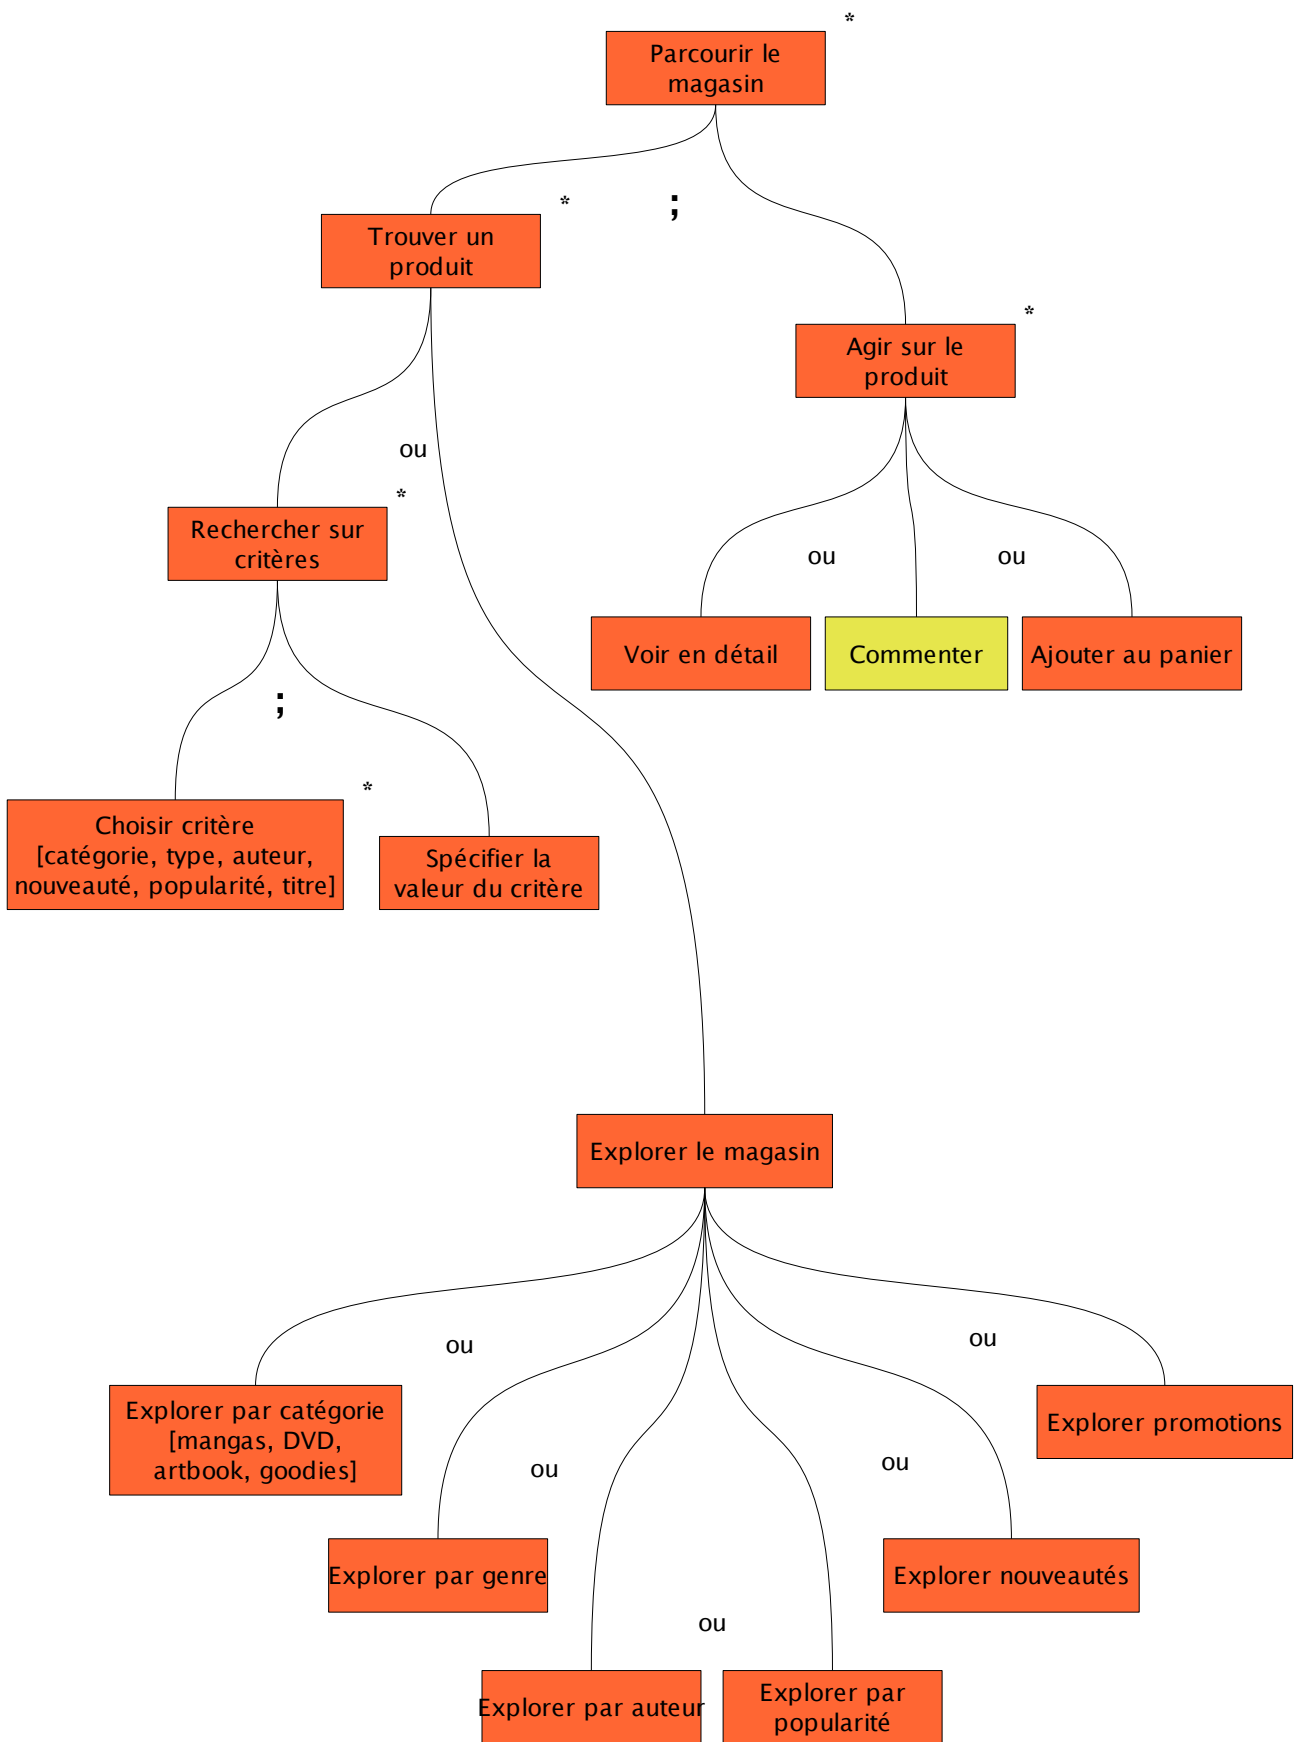 *
Parcourir le
magasin
*
;
Trouver un
produit
*
Agir sur le
produit
ou
*
Rechercher sur
critères
ou
ou
Voir en détail
Commenter
Ajouter au panier
;
*
Choisir critère
[catégorie, type, auteur,
nouveauté, popularité, titre]
Spécifier la
valeur du critère
Explorer le magasin
ou
ou
Explorer par catégorie
[mangas, DVD,
artbook, goodies]
Explorer promotions
ou
ou
Explorer par genre
Explorer nouveautés
ou
Explorer par auteur
Explorer par
popularité